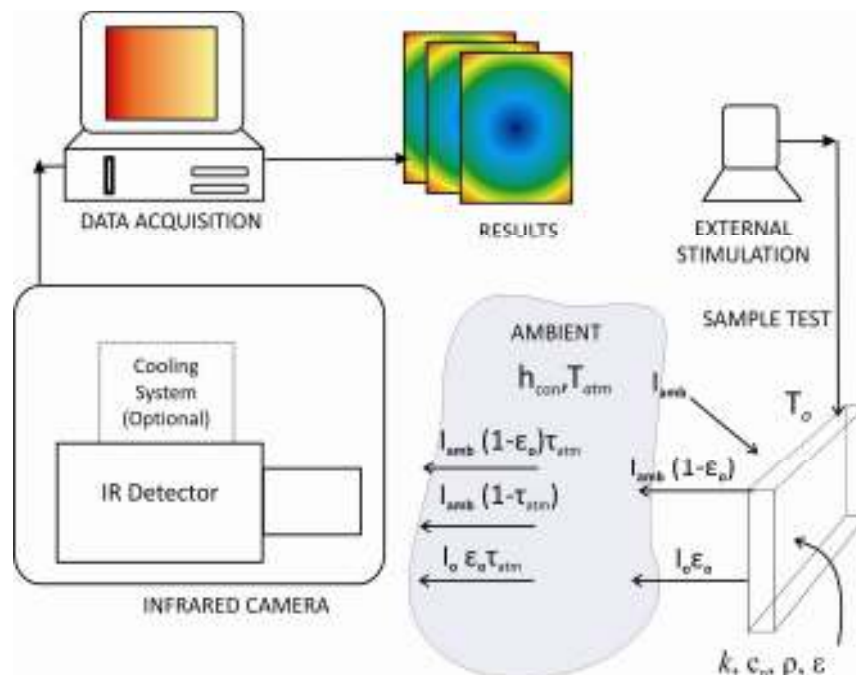 DATA ACQUISITION
RESULTS
EXTERNAL
STIMULATION
SAMPLE TEST
AMBIENT
h_con, T_atm
I_amb
T_o
Cooling
System
(Optional)
IR Detector
I_amb (1-ε_o)τ_atm
I_amb (1-ε_o)
I_amb (1-τ_atm)
I_o ε_o τ_atm
I_o ε_o
INFRARED CAMERA
k, c_p, ρ, ε